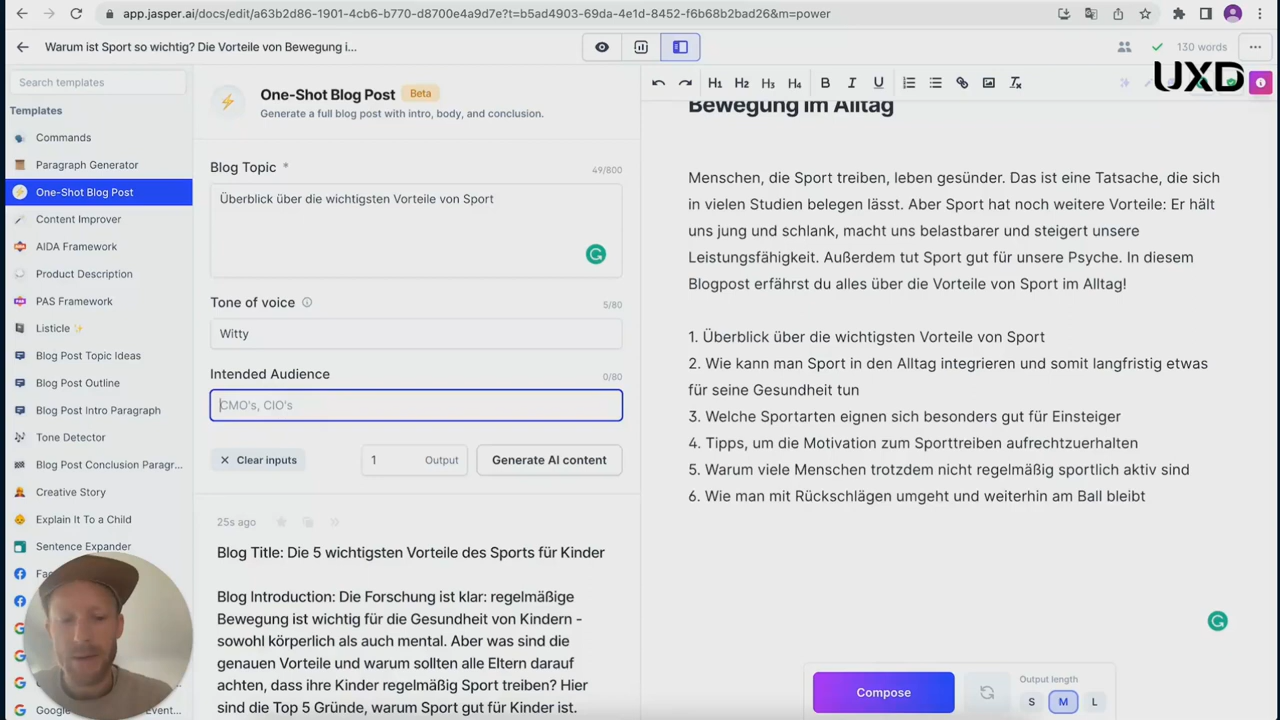 app.jasper.ai/docs/edit/a63b2d86-1901-4cb6-b770-d8700e4a9d7e?t=b5ad4903-69da-4e1d-8452-f6b68b2bad26&m=power
Warum ist Sport so wichtig? Die Vorteile von Bewegung i...
130 words
UXD
Search templates
Templates
Commands
Paragraph Generator
One-Shot Blog Post
Content Improver
AIDA Framework
Product Description
PAS Framework
Listicle ✨
Blog Post Topic Ideas
Blog Post Outline
Blog Post Intro Paragraph
Tone Detector
Blog Post Conclusion Paragr...
Creative Story
Explain It To a Child
Sentence Expander
Google
Event...
One-Shot Blog Post Beta
Generate a full blog post with intro, body, and conclusion.
Blog Topic * 49/800
Überblick über die wichtigsten Vorteile von Sport
Tone of voice 5/80
Witty
Intended Audience 0/80
CMO's, CIO's
Clear inputs
1 Output
Generate AI content
25s ago
Blog Title: Die 5 wichtigsten Vorteile des Sports für Kinder
Blog Introduction: Die Forschung ist klar: regelmäßige
Bewegung ist wichtig für die Gesundheit von Kindern -
sowohl körperlich als auch mental. Aber was sind die
genauen Vorteile und warum sollten alle Eltern darauf
achten, dass ihre Kinder regelmäßig Sport treiben? Hier
sind die Top 5 Gründe, warum Sport gut für Kinder ist.
H1 H2 H3 H4 B I U
Bewegung im Alltag
Menschen, die Sport treiben, leben gesünder. Das ist eine Tatsache, die sich
in vielen Studien belegen lässt. Aber Sport hat noch weitere Vorteile: Er hält
uns jung und schlank, macht uns belastbarer und steigert unsere
Leistungsfähigkeit. Außerdem tut Sport gut für unsere Psyche. In diesem
Blogpost erfährst du alles über die Vorteile von Sport im Alltag!
1. Überblick über die wichtigsten Vorteile von Sport
2. Wie kann man Sport in den Alltag integrieren und somit langfristig etwas
für seine Gesundheit tun
3. Welche Sportarten eignen sich besonders gut für Einsteiger
4. Tipps, um die Motivation zum Sporttreiben aufrechtzuerhalten
5. Warum viele Menschen trotzdem nicht regelmäßig sportlich aktiv sind
6. Wie man mit Rückschlägen umgeht und weiterhin am Ball bleibt
Compose
Output length
S M L